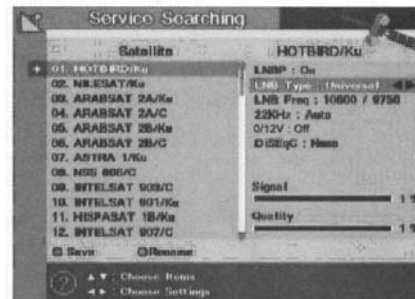 Service Searching
Satellite
01. HOTBIRD/Ku
02. NILESAT/Ku
03. ARABSAT 2A/Ku
04. ARABSAT 2A/C
05. ARABSAT 2B/Ku
06. ARABSAT 2B/C
07. ASTRA 1/Ku
08. NSS 806/C
09. INTELSAT 903/C
10. INTELSAT 901/Ku
11. HISPASAT 1B/Ku
12. INTELSAT 907/C
Save
Rename
HOTBIRD/Ku
LNBP : On
LNB Type : Universal
LNB Freq : 10600 / 9750
22KHz : Auto
0/12V : Off
DiSEqC : None
Signal
1
Quality
1
? ▲ ▼ : Choose Items
◄ ► : Choose Settings